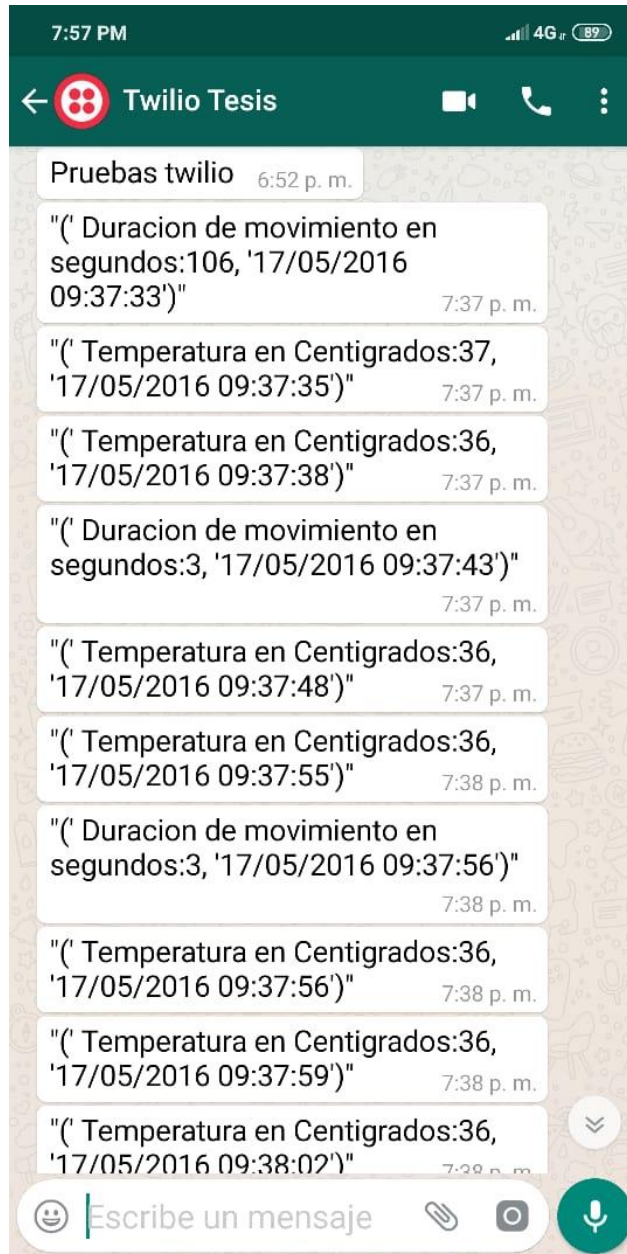 7:57 PM
4G 89
Twilio Tesis
Pruebas twilio 6:52 p. m.
"(' Duracion de movimiento en
segundos:106, '17/05/2016
09:37:33')" 7:37 p. m.
"(' Temperatura en Centigrados:37,
'17/05/2016 09:37:35')" 7:37 p. m.
"(' Temperatura en Centigrados:36,
'17/05/2016 09:37:38')" 7:37 p. m.
"(' Duracion de movimiento en
segundos:3, '17/05/2016 09:37:43')"
7:37 p. m.
"(' Temperatura en Centigrados:36,
'17/05/2016 09:37:48')" 7:37 p. m.
"(' Temperatura en Centigrados:36,
'17/05/2016 09:37:55')" 7:38 p. m.
"(' Duracion de movimiento en
segundos:3, '17/05/2016 09:37:56')"
7:38 p. m.
"(' Temperatura en Centigrados:36,
'17/05/2016 09:37:56')" 7:38 p. m.
"(' Temperatura en Centigrados:36,
'17/05/2016 09:37:59')" 7:38 p. m.
"(' Temperatura en Centigrados:36,
'17/05/2016 09:38:02')" 7:38 p. m.
Escribe un mensaje